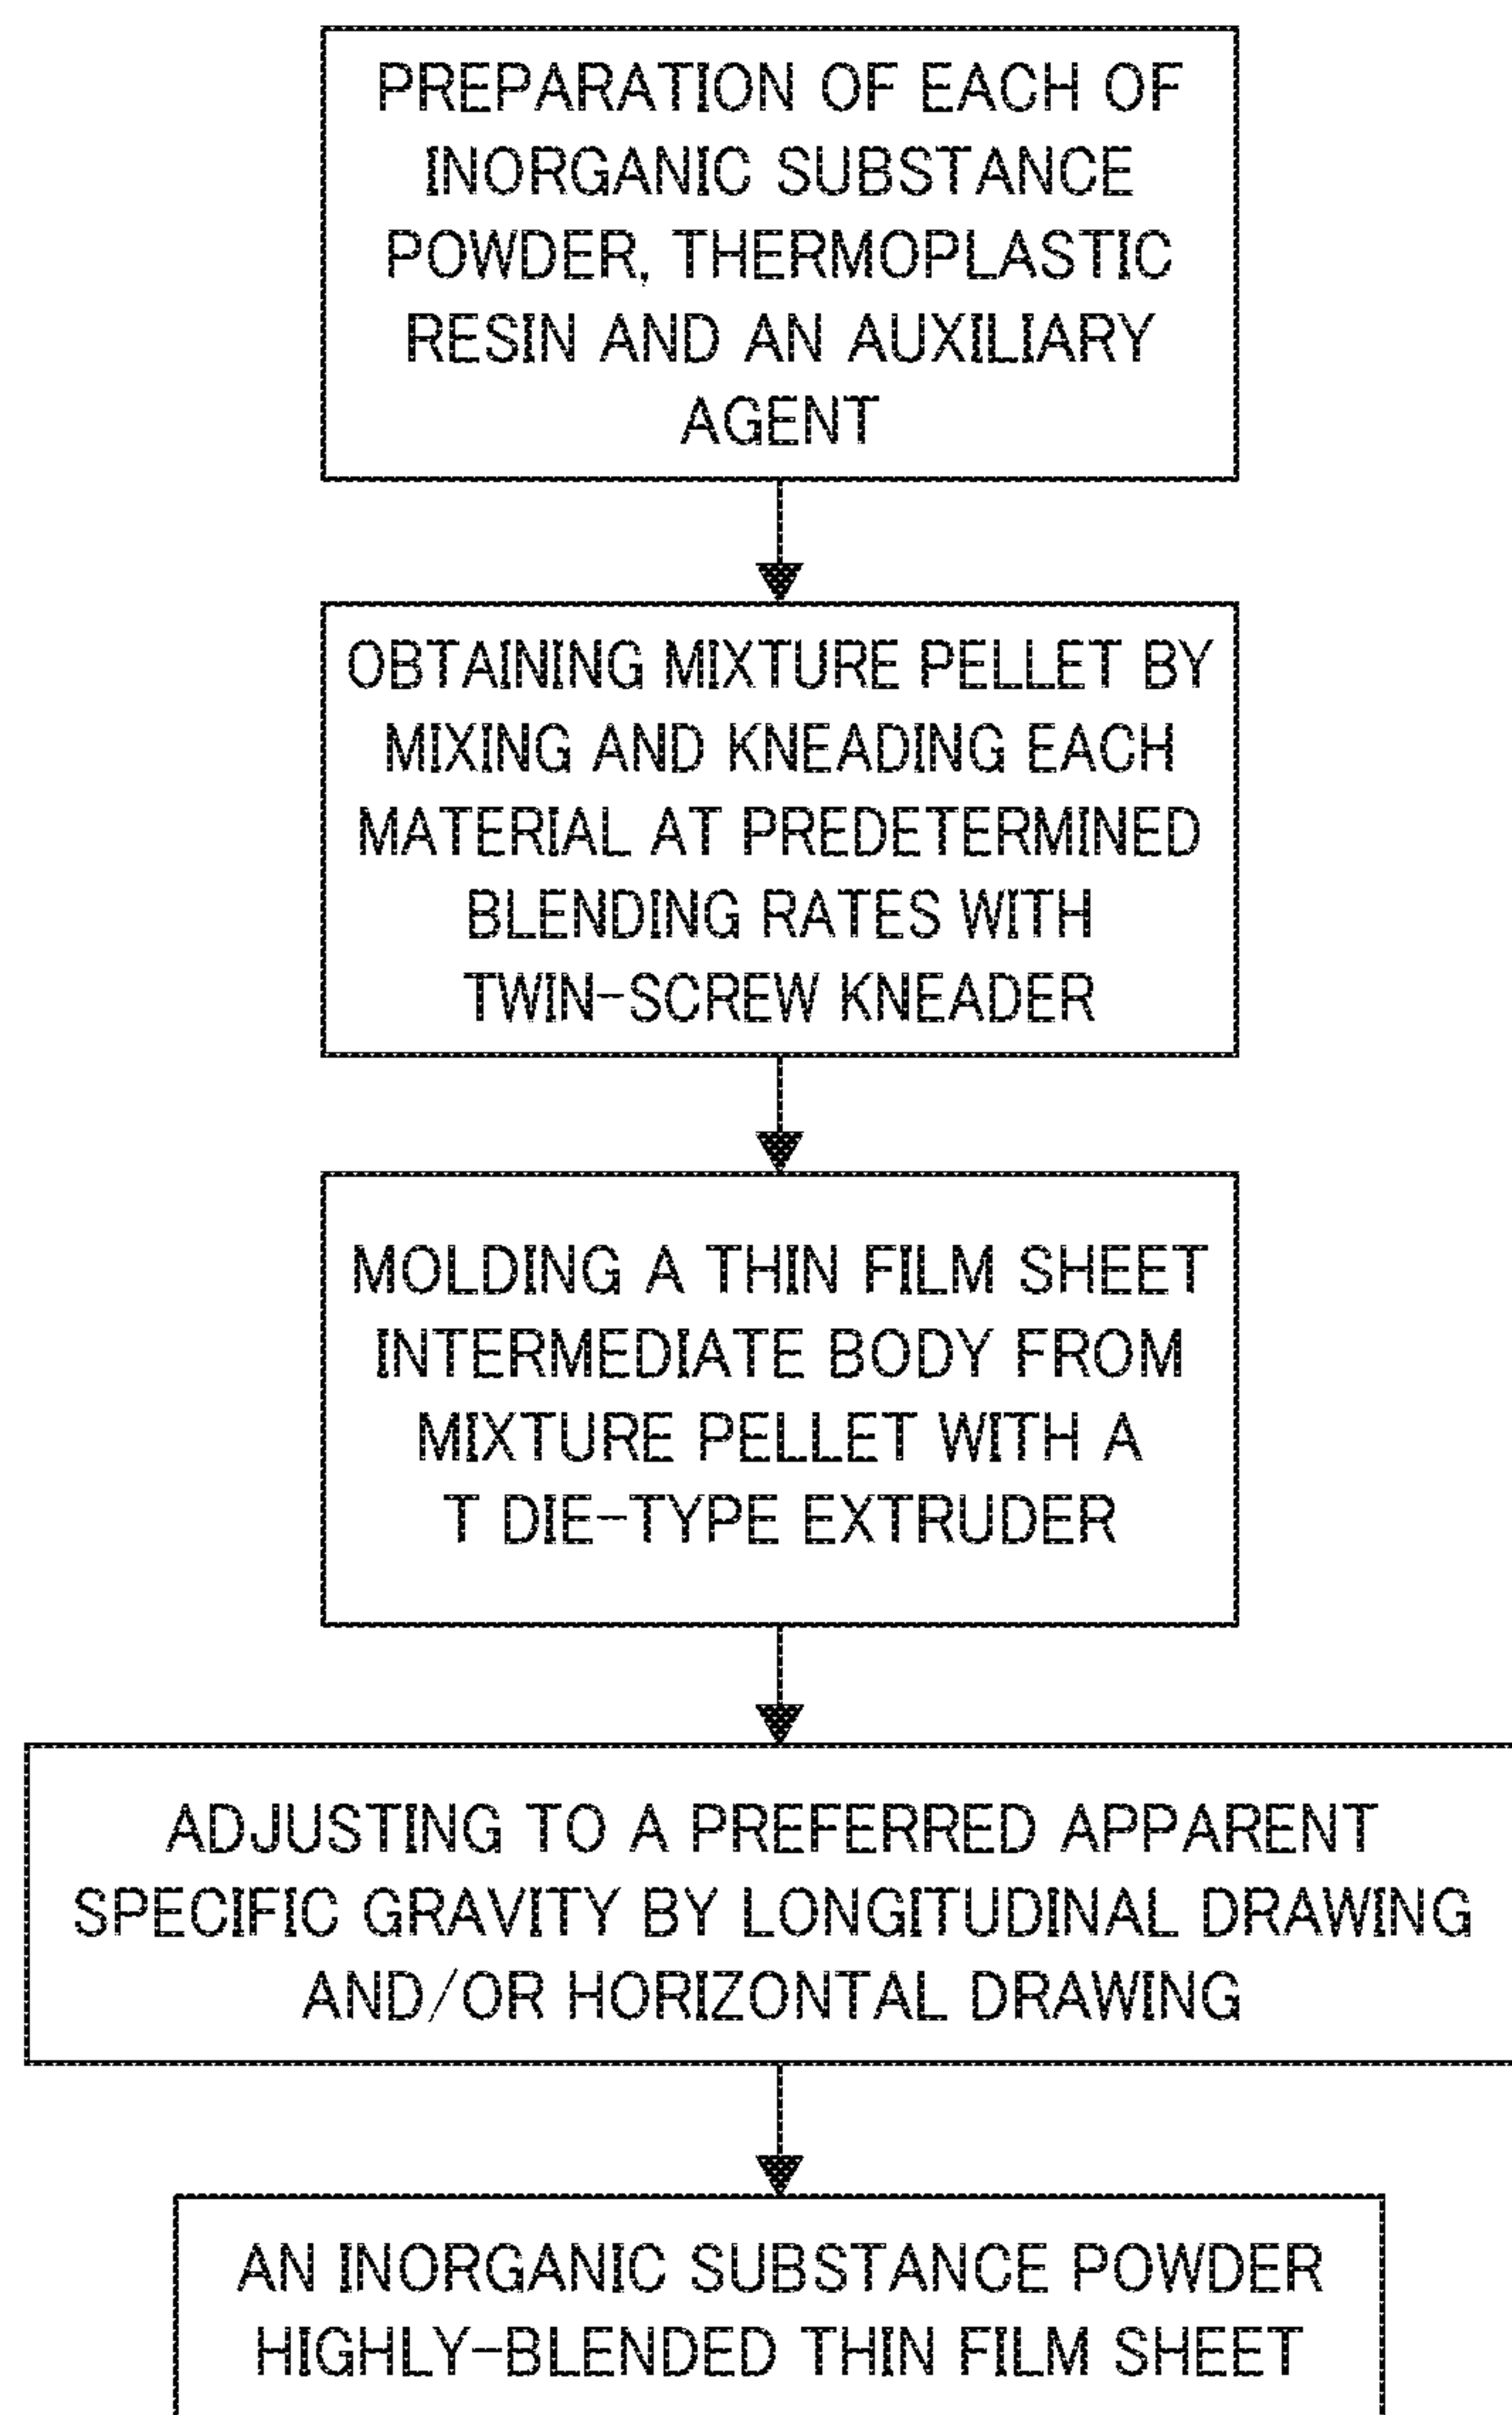 PREPARATION OF EACH OF
INORGANIC SUBSTANCE
POWDER, THERMOPLASTIC
RESIN AND AN AUXILIARY
AGENT
OBTAINING MIXTURE PELLET BY
MIXING AND KNEADING EACH
MATERIAL AT PREDETERMINED
BLENDING RATES WITH
TWIN-SCREW KNEADER
MOLDING A THIN FILM SHEET
INTERMEDIATE BODY FROM
MIXTURE PELLET WITH A
T DIE-TYPE EXTRUDER
ADJUSTING TO A PREFERRED APPARENT
SPECIFIC GRAVITY BY LONGITUDINAL DRAWING
AND/OR HORIZONTAL DRAWING
AN INORGANIC SUBSTANCE POWDER
HIGHLY-BLENDED THIN FILM SHEET